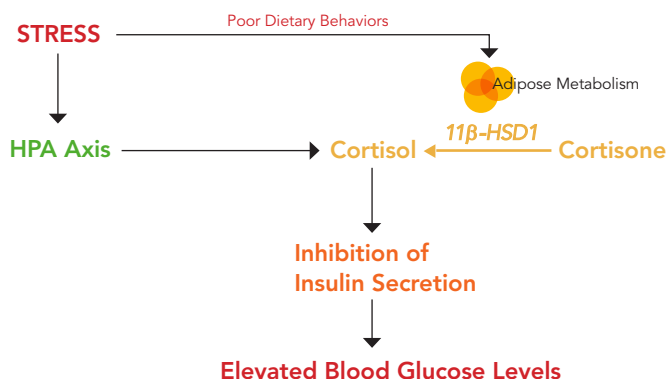 Poor Dietary Behaviors
STRESS
Adipose Metabolism
11β-HSD1
HPA Axis
Cortisol
Cortisone
Inhibition of
Insulin Secretion
Elevated Blood Glucose Levels